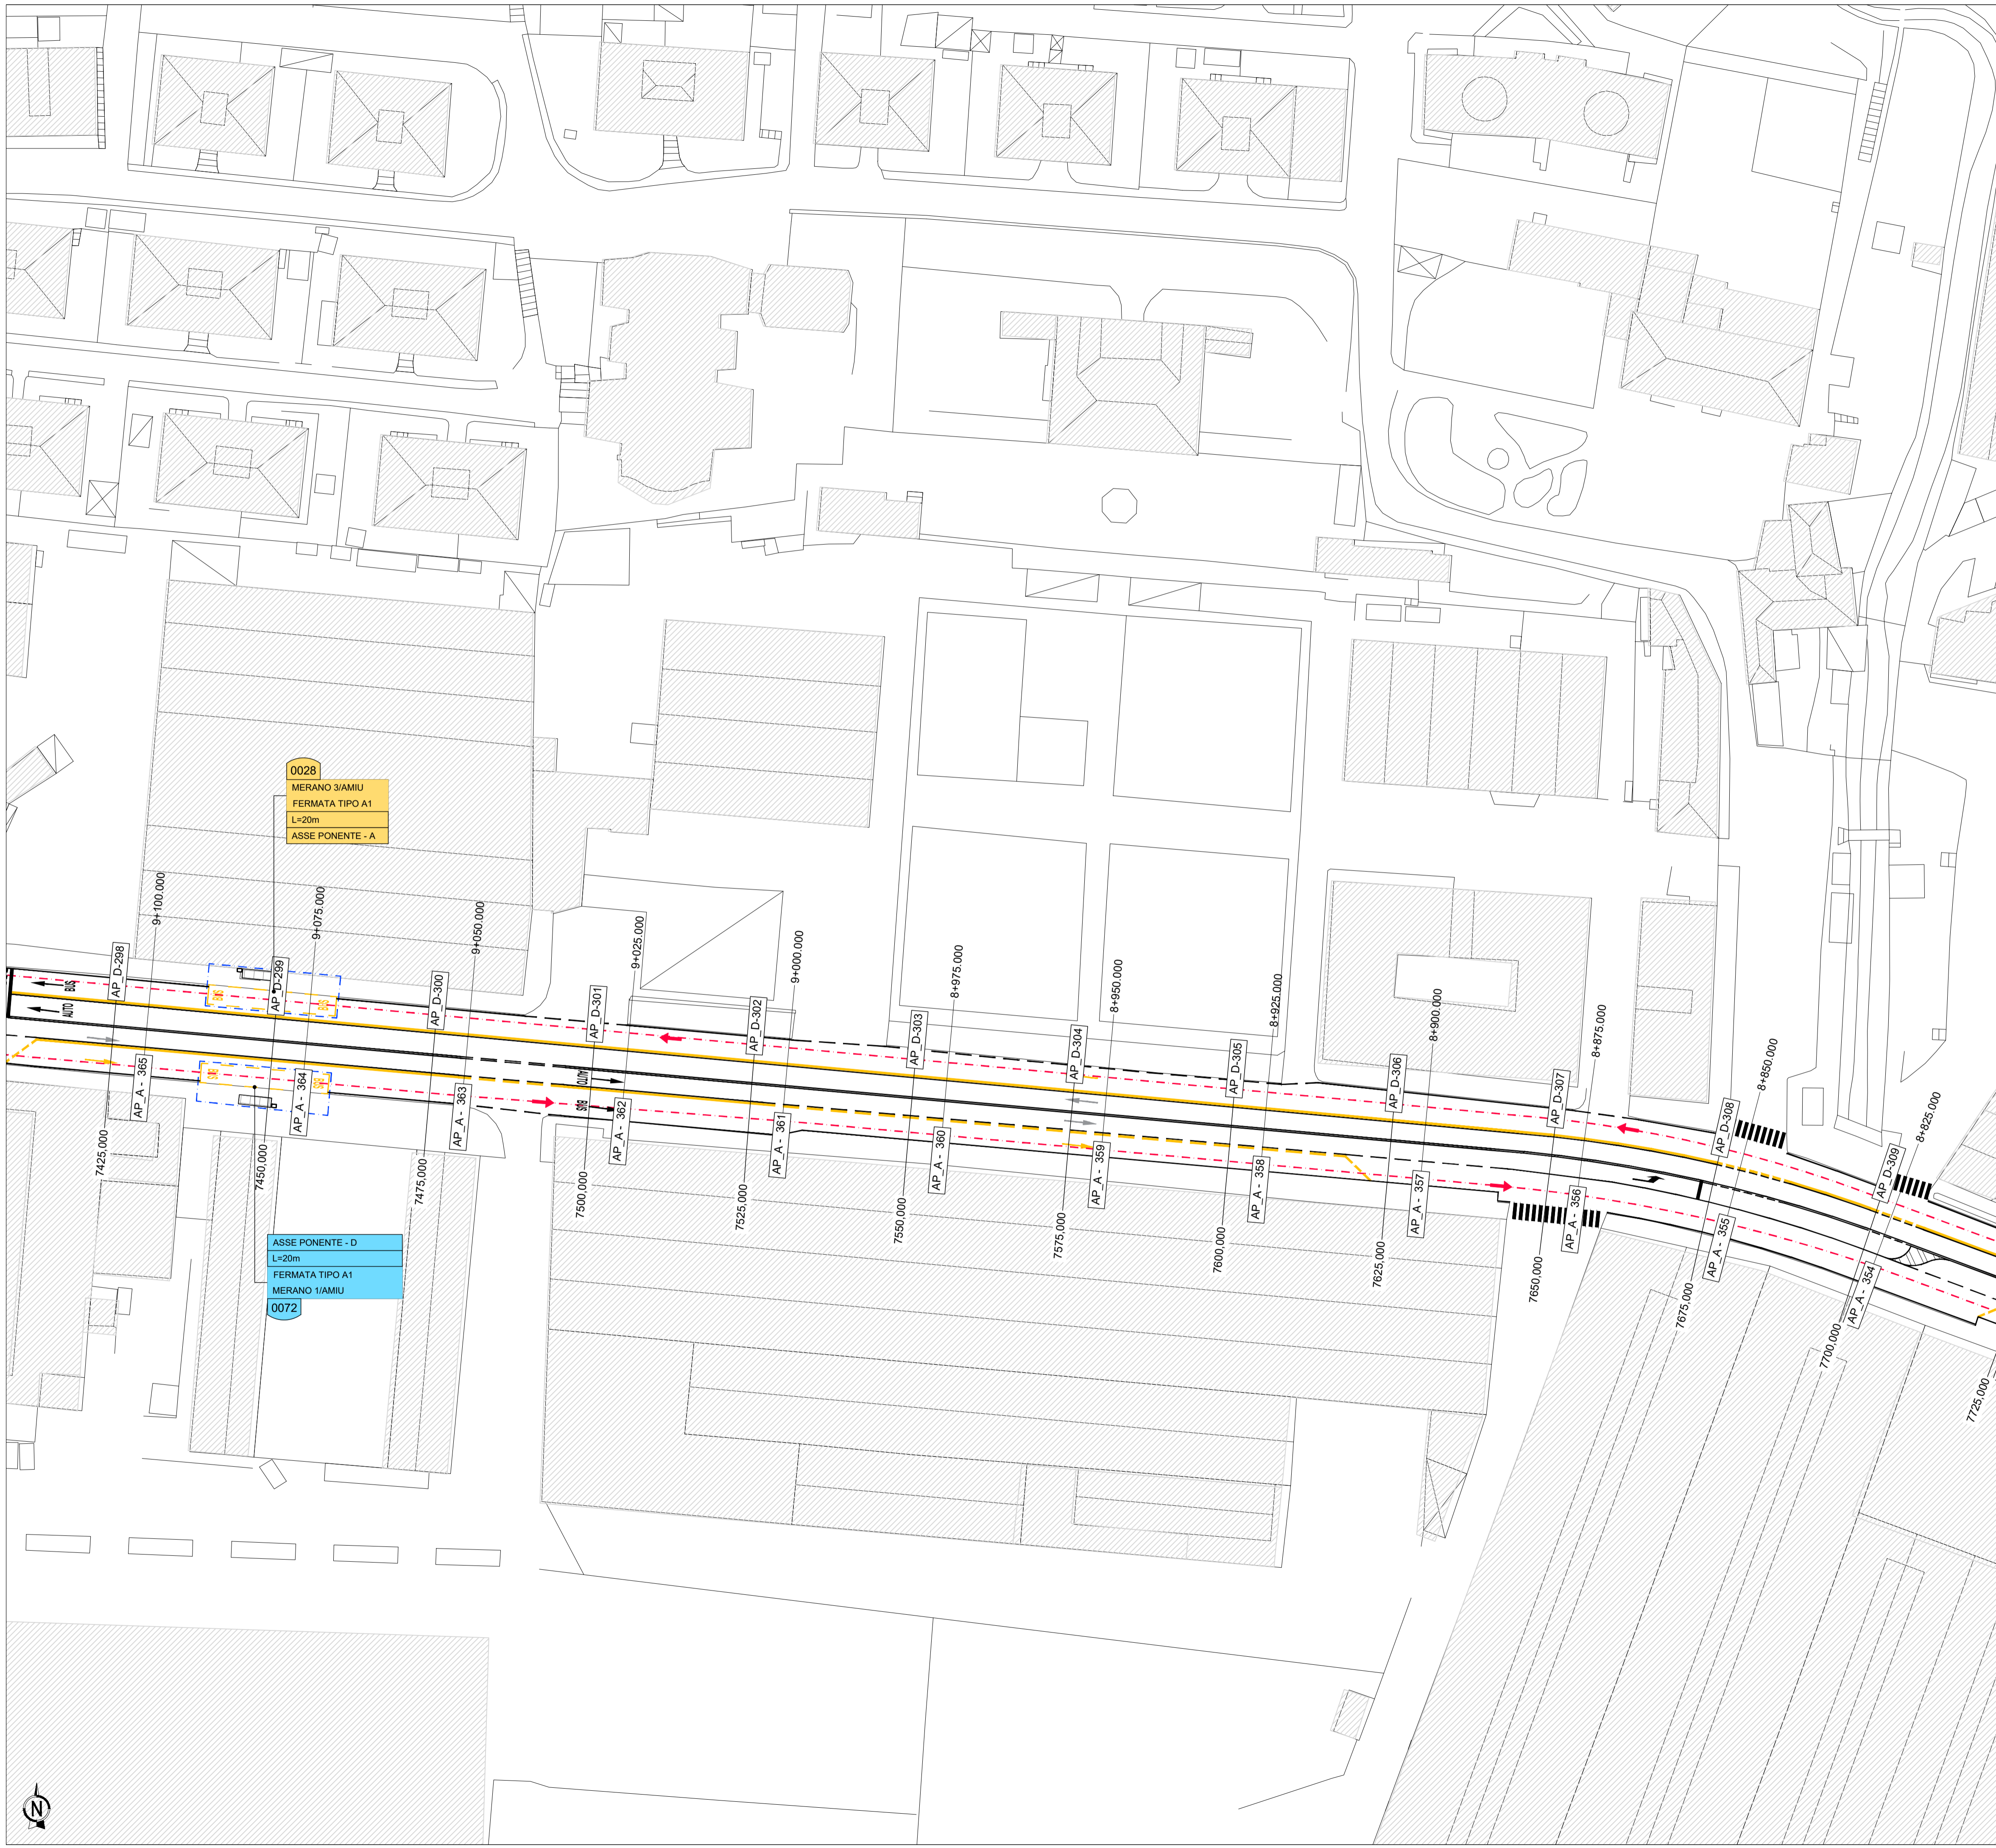 0028
MERANO 3/AMIU
FERMATA TIPO A1
L=20m
ASSE PONENTE - A
9+100.000
9+075.000
9+050.000
9+025.000
9+000.000
8+975.000
8+950.000
8+925.000
8+900.000
8+875.000
8+850.000
8+825.000
AP_D-298
AP_D-299
AP_D-300
AP_D-301
AP_D-302
AP_D-303
AP_D-304
AP_D-305
AP_D-306
AP_D-307
AP_D-308
AP_D-309
BUS
AUTO
BUS
BUS
AUTO
BUS
BUS
BUS
AP_A - 365
AP_A - 364
AP_A - 363
AP_A - 362
AP_A - 361
AP_A - 360
AP_A - 359
AP_A - 358
AP_A - 357
AP_A - 356
AP_A - 355
AP_A - 354
7425,000
7450,000
7475,000
7500,000
7525,000
7550,000
7575,000
7600,000
7625,000
7650,000
7675,000
7700,000
7725,000
ASSE PONENTE - D
L=20m
FERMATA TIPO A1
MERANO 1/AMIU
0072
N